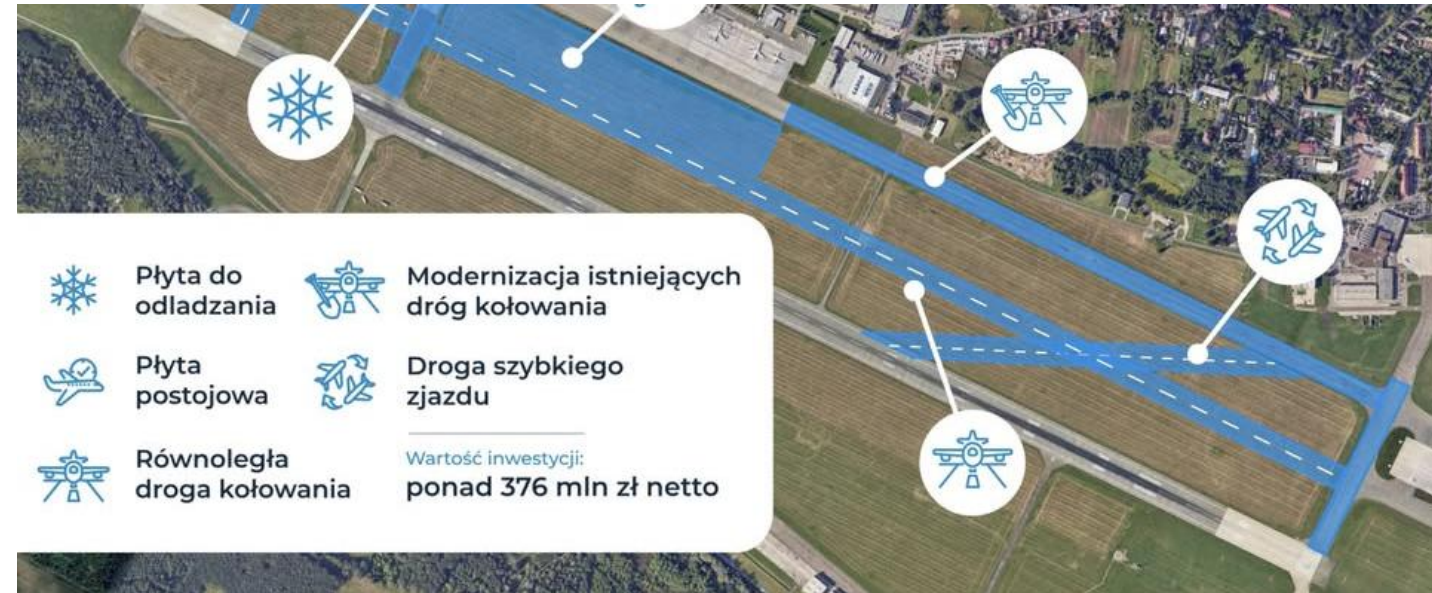 Płyta do
odladzania
Modernizacja istniejących
dróg kołowania
Płyta
postojowa
Droga szybkiego
zjazdu
Równoległa
droga kołowania
Wartość inwestycji:
ponad 376 mln zł netto